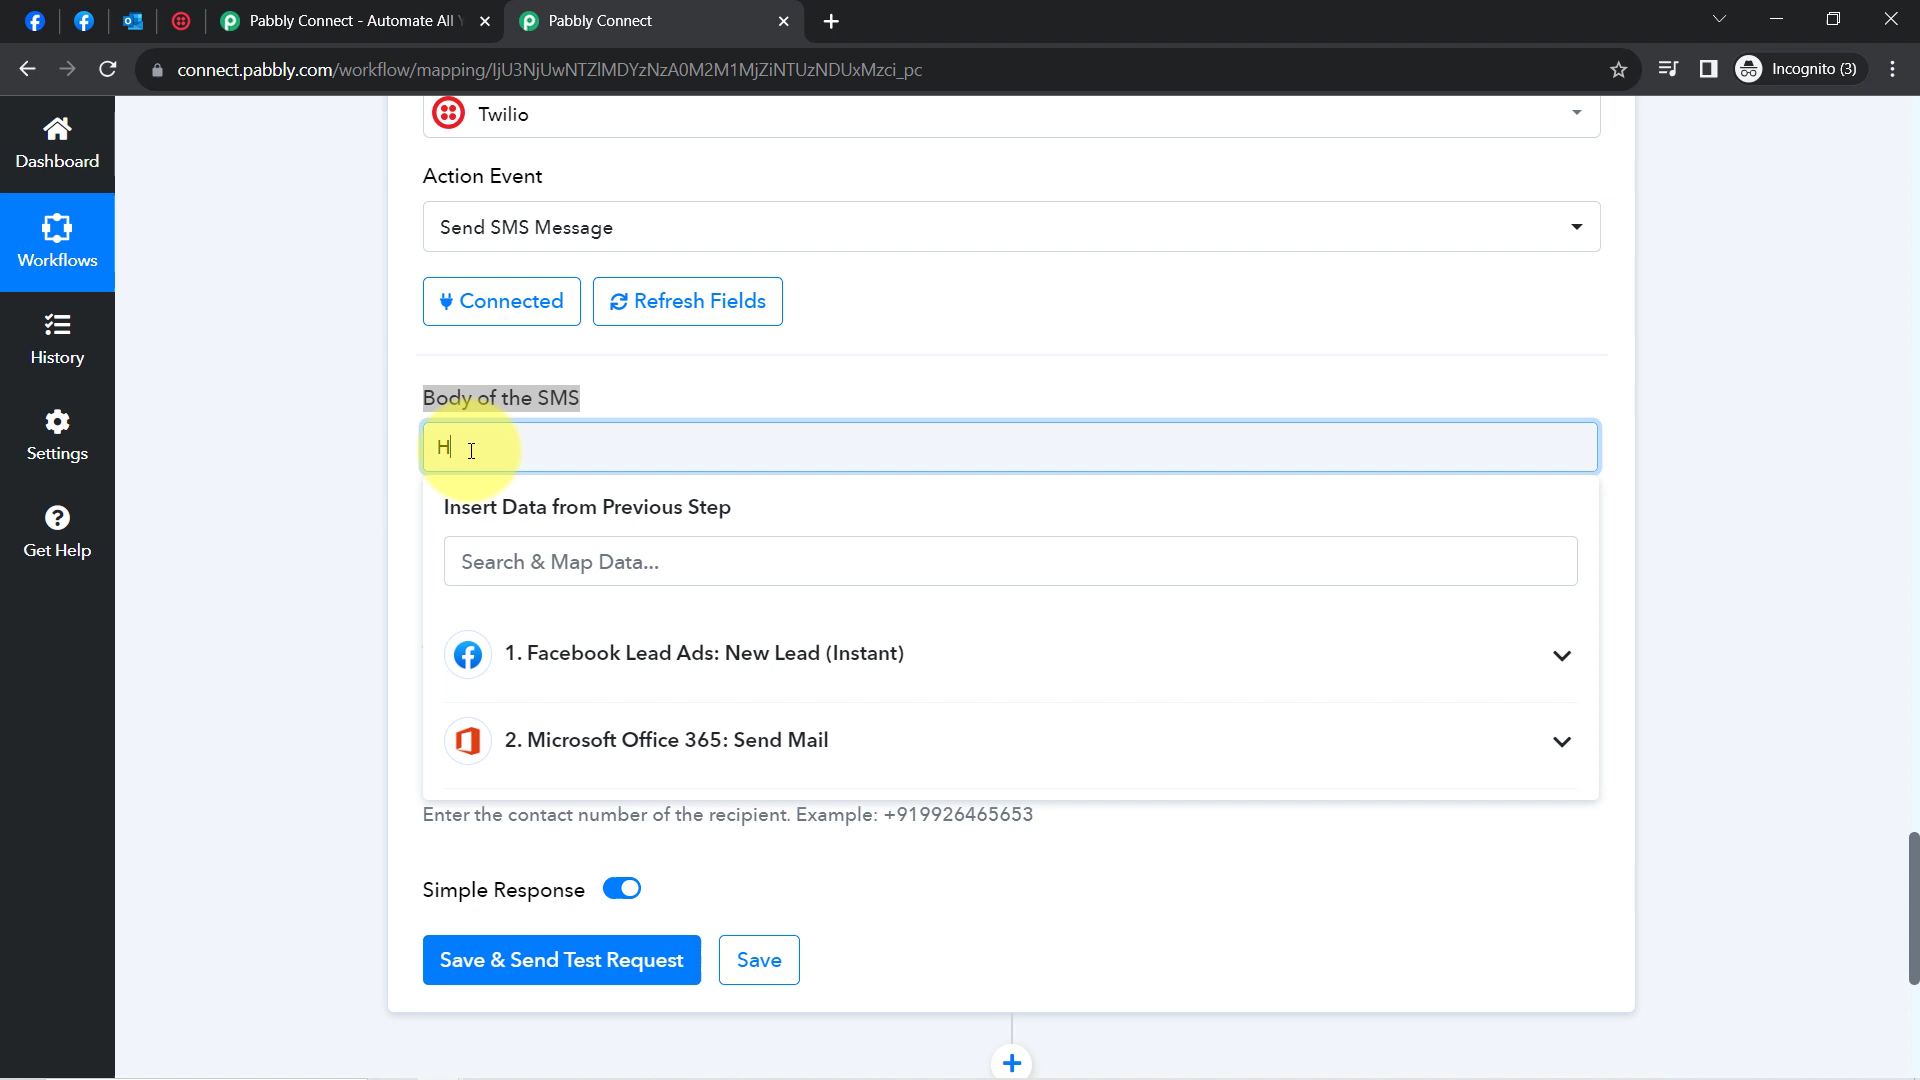 Pabbly Connect - Automate All
Pabbly Connect
connect.pabbly.com/workflow/mapping/IjU3NjUwNTZlMDYzNzA0M2M1MjZiNTUzNDUxMzci_pc
Incognito (3)
Dashboard
Workflows
History
Settings
Get Help
Twilio
Action Event
Send SMS Message
Connected
Refresh Fields
Body of the SMS
H
Insert Data from Previous Step
Search & Map Data...
1. Facebook Lead Ads: New Lead (Instant)
2. Microsoft Office 365: Send Mail
Enter the contact number of the recipient. Example: +919926465653
Simple Response
Save & Send Test Request
Save